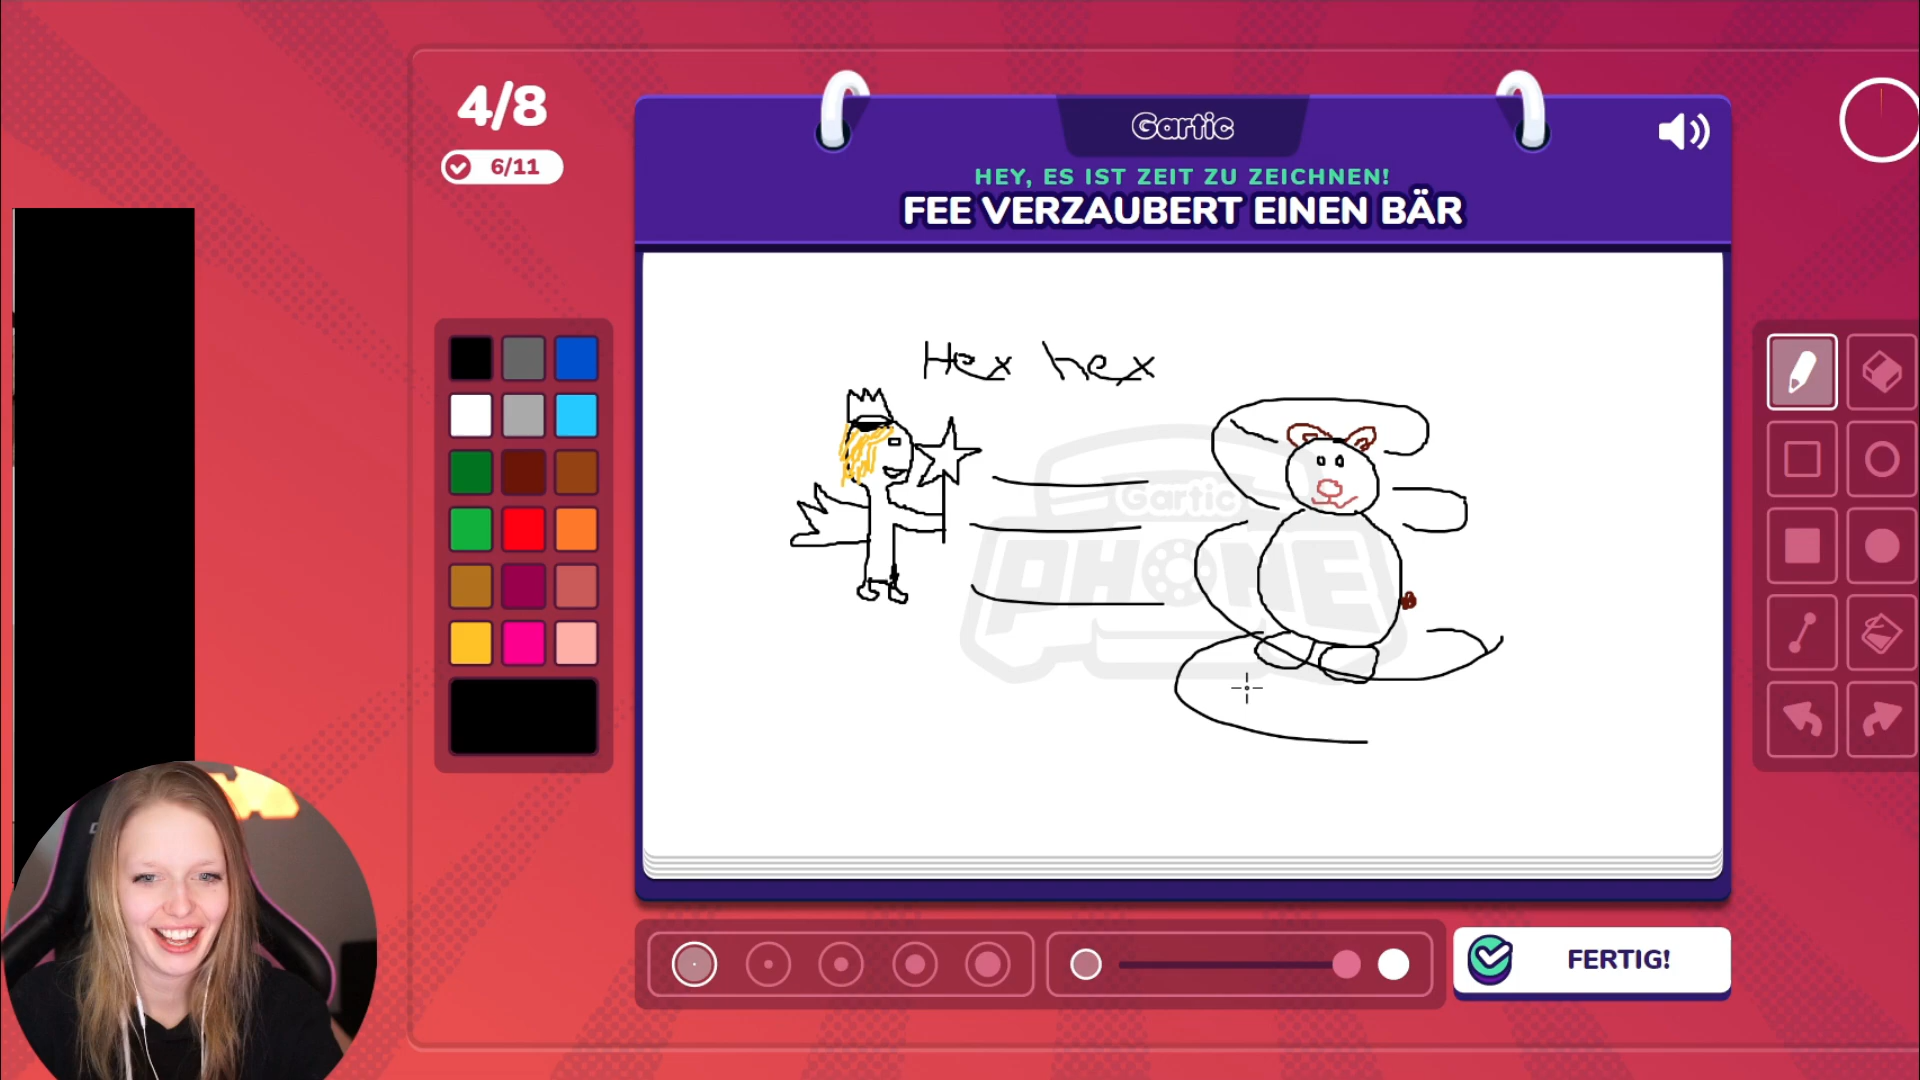 4/8
6/11
Gartic
HEY, ES IST ZEIT ZU ZEICHNEN!
FEE VERZAUBERT EINEN BÄR
Hex hex
Gartic
PHONE
FERTIG!